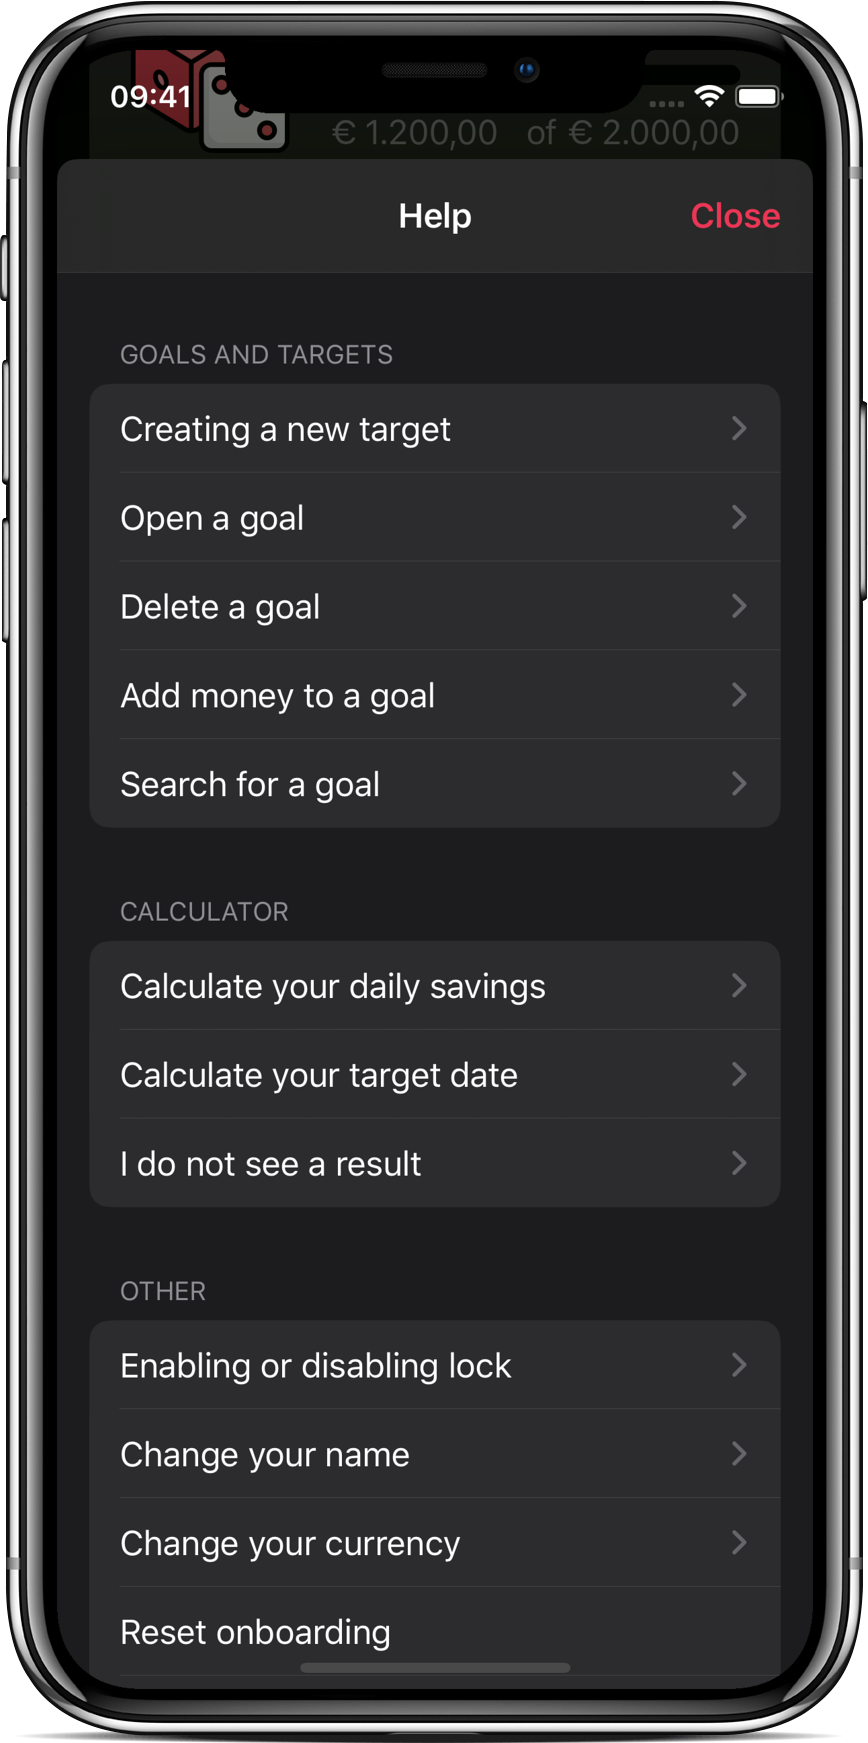 09:41
€ 1.200,00 of € 2.000,00
Help
Close
GOALS AND TARGETS
Creating a new target
Open a goal
Delete a goal
Add money to a goal
Search for a goal
CALCULATOR
Calculate your daily savings
Calculate your target date
I do not see a result
OTHER
Enabling or disabling lock
Change your name
Change your currency
Reset onboarding